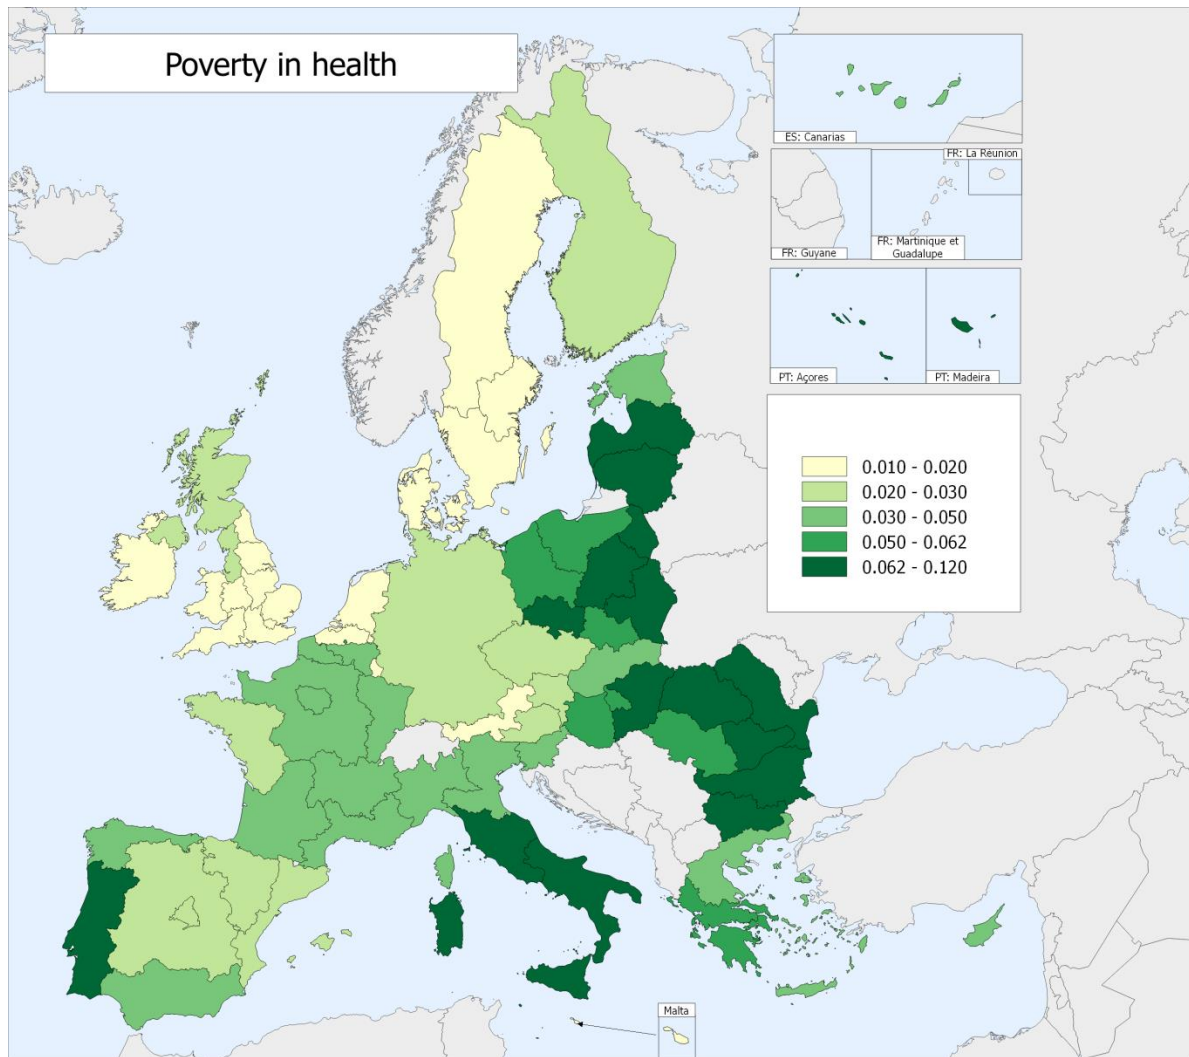 Poverty in health
ES: Canarias
FR: La Réunion
FR: Guyane
FR: Martinique et
Guadalupe
PT: Açores
PT: Madeira
0.010 - 0.020
0.020 - 0.030
0.030 - 0.050
0.050 - 0.062
0.062 - 0.120
Malta